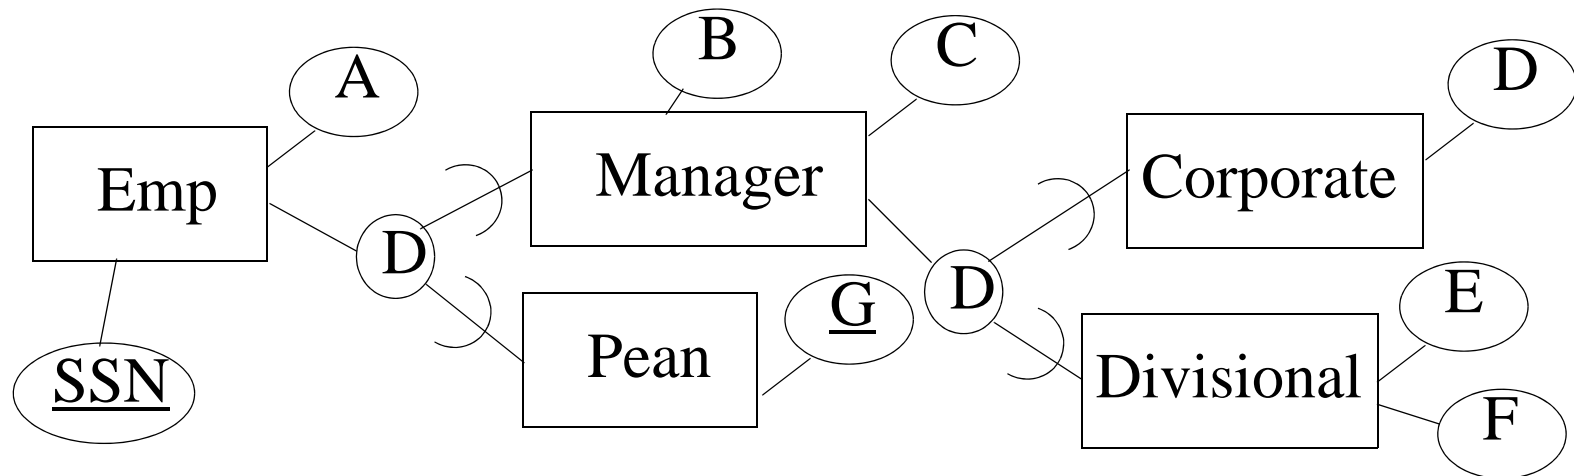 A
B
C
D
Emp
Manager
Corporate
D
D
Pean
G
E
SSN
Divisional
F